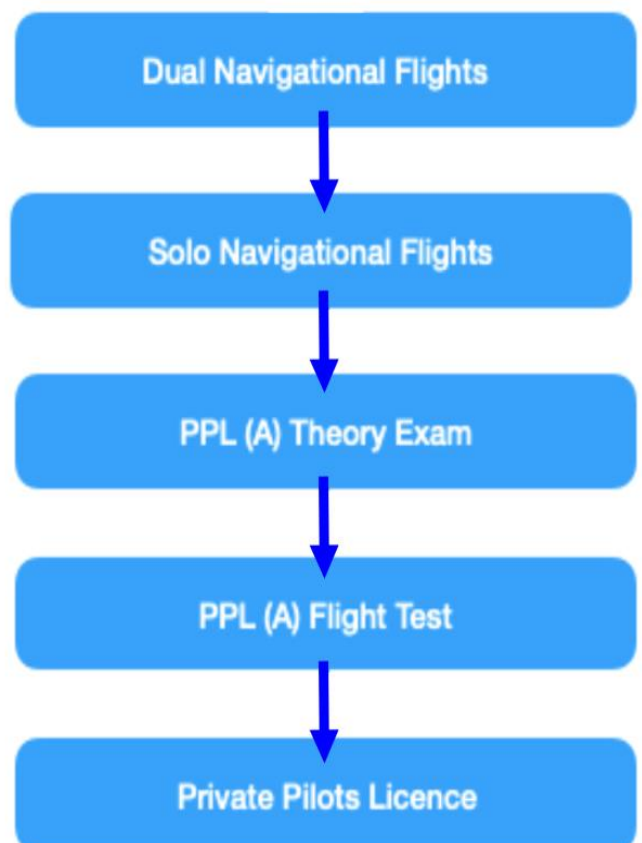 Dual Navigational Flights
Solo Navigational Flights
PPL (A) Theory Exam
PPL (A) Flight Test
Private Pilots Licence